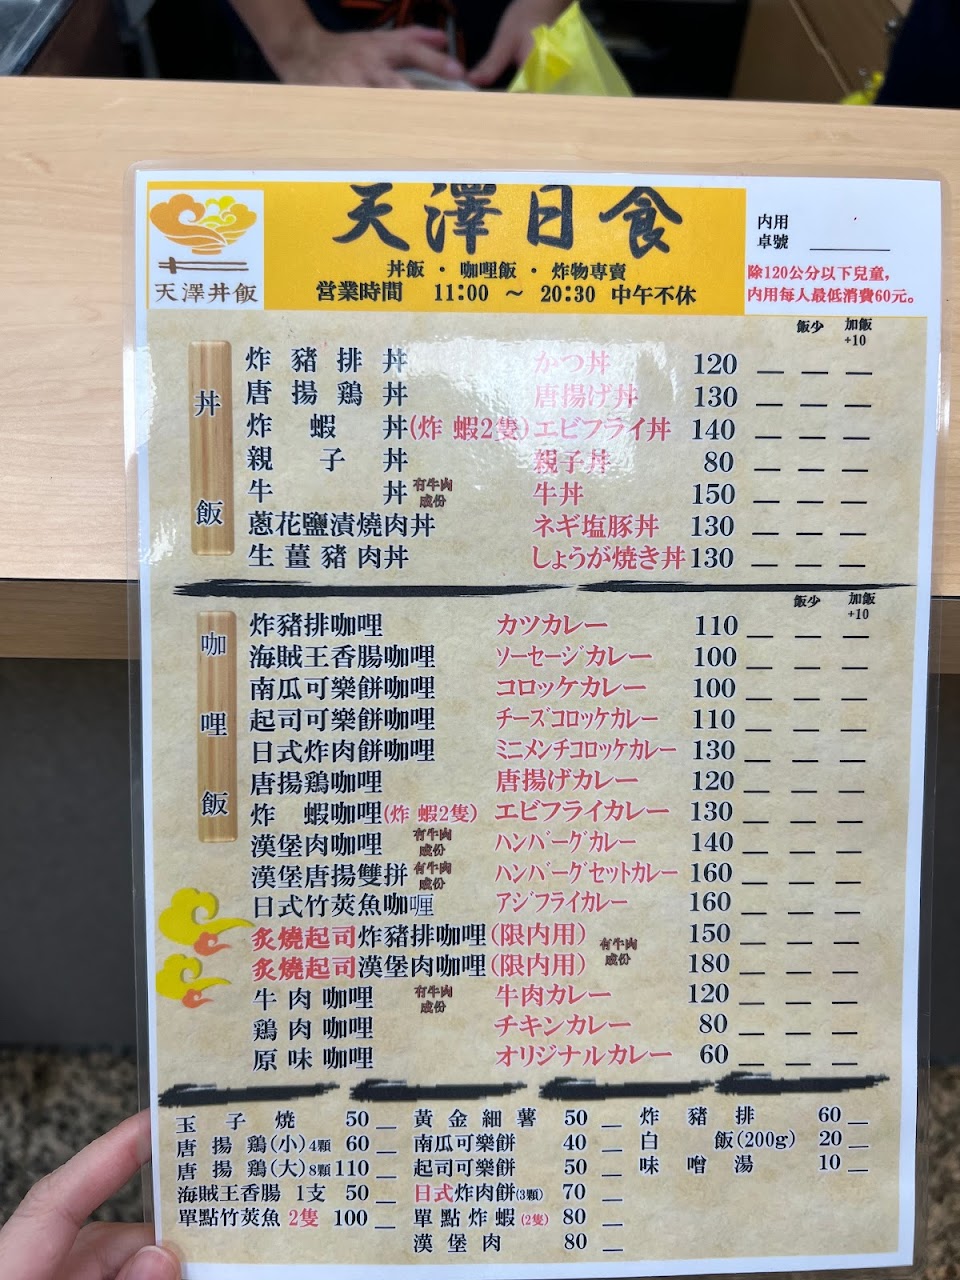 天澤日食
丼飯 · 咖哩飯 · 炸物専賣
営業時間 11:00 ～ 20:30 中午不休
天澤丼飯
内用
卓號
除120公分以下兒童，
内用每人最低消費60元。
飯少 加飯+10
丼飯
炸豬排丼 かつ丼 120
唐揚鶏丼 唐揚げ丼 130
炸蝦丼(炸蝦2隻) エビフライ丼 140
親子丼 親子丼 80
牛丼 有牛肉成份 牛丼 150
蔥花鹽漬燒肉丼 ネギ塩豚丼 130
生薑豬肉丼 しょうが焼き丼 130
飯少 加飯+10
咖哩飯
炸豬排咖哩 カツカレー 110
海賊王香腸咖哩 ソーセージカレー 100
南瓜可樂餅咖哩 コロッケカレー 100
起司可樂餅咖哩 チーズコロッケカレー 110
日式炸肉餅咖哩 ミニメンチコロッケカレー 130
唐揚鶏咖哩 唐揚げカレー 120
炸蝦咖哩(炸蝦2隻) エビフライカレー 130
漢堡肉咖哩 有牛肉成份 ハンバーグカレー 140
漢堡唐揚雙拼 有牛肉成份 ハンバーグセットカレー 160
日式竹莢魚咖喱 アジフライカレー 160
炙燒起司炸豬排咖哩(限内用) 150
有牛肉成份
炙燒起司漢堡肉咖哩(限内用) 180
牛肉咖哩 有牛肉成份 牛肉カレー 120
鶏肉咖哩 チキンカレー 80
原味咖哩 オリジナルカレー 60
玉子燒 50
唐揚鶏(小)4顆 60
唐揚鶏(大)8顆 110
海賊王香腸 1支 50
單點竹莢魚 2隻 100
黃金細薯 50
南瓜可樂餅 40
起司可樂餅 50
日式炸肉餅(3顆) 70
單點炸蝦(2隻) 80
漢堡肉 80
炸豬排 60
白飯(200g) 20
味噌湯 10